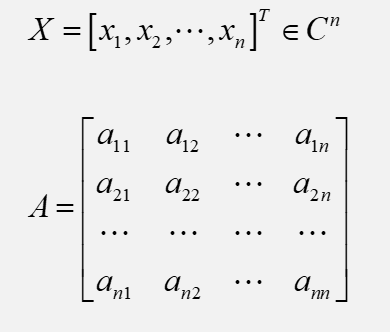 X = [x₁, x₂, ⋯, xₙ]ᵀ ∈ Cⁿ
A = [a₁₁ a₁₂ ⋯ a₁ₙ
a₂₁ a₂₂ ⋯ a₂ₙ
⋯ ⋯ ⋯ ⋯
aₙ₁ aₙ₂ ⋯ aₙₙ]